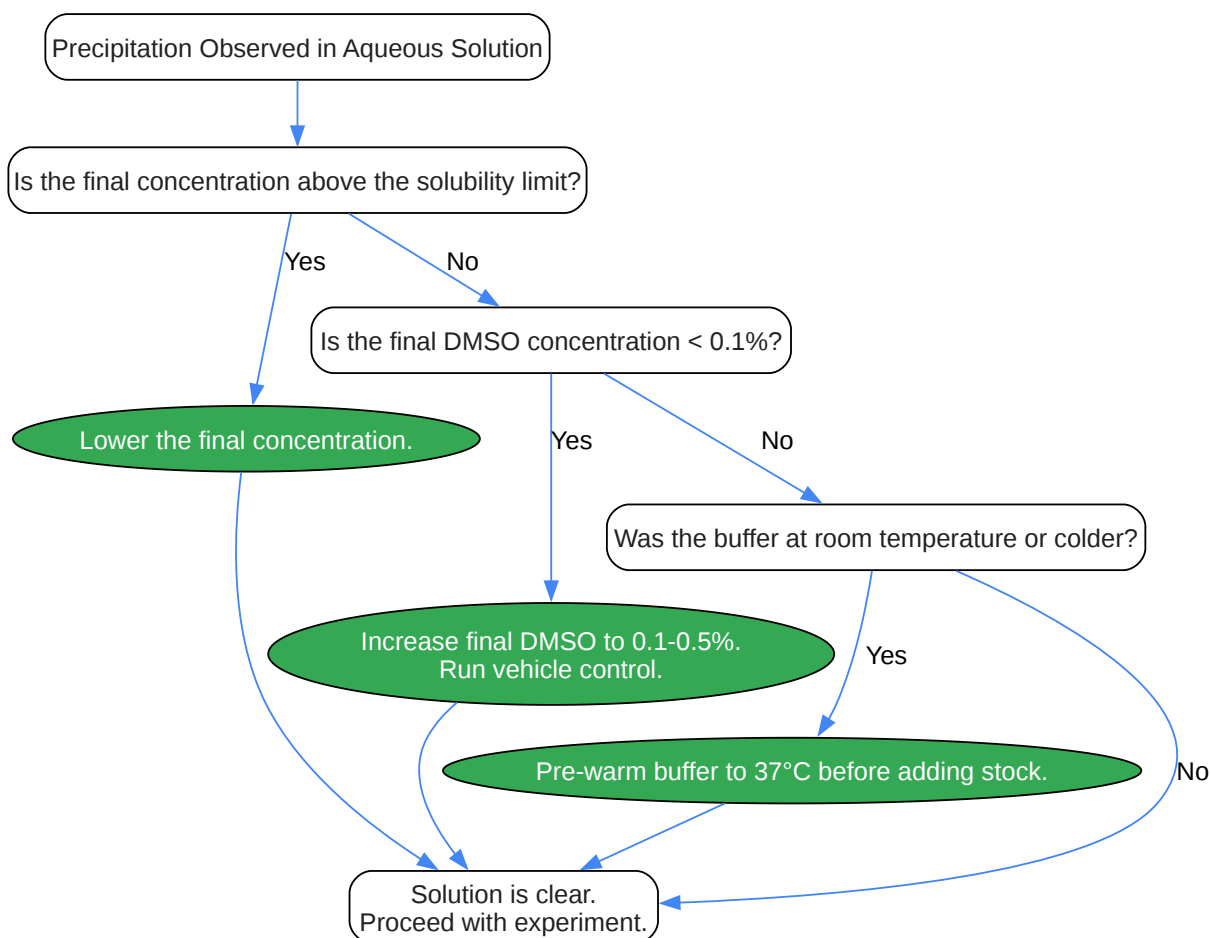 Precipitation Observed in Aqueous Solution
Is the final concentration above the solubility limit?
Yes
No
Is the final DMSO concentration < 0.1%?
Lower the final concentration.
Yes
No
Was the buffer at room temperature or colder?
Increase final DMSO to 0.1-0.5%.
Run vehicle control.
Yes
Pre-warm buffer to 37°C before adding stock.
No
Solution is clear.
Proceed with experiment.